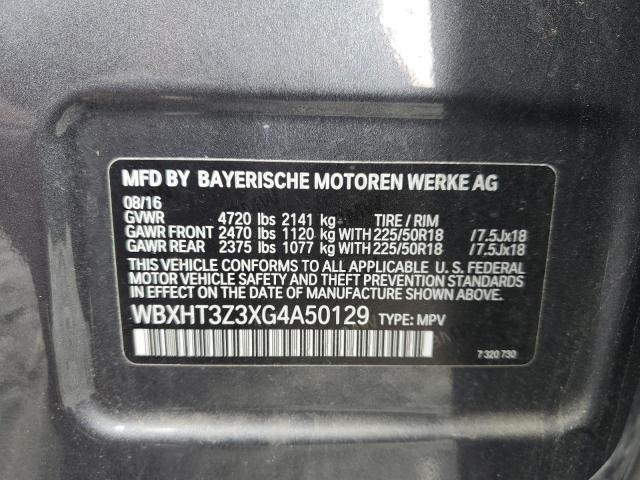 MFD BY BAYERISCHE MOTOREN WERKE AG
08/16
GVWR 4720 lbs 2141 kg TIRE / RIM
GAWR FRONT 2470 lbs 1120 kg WITH 225/50R18 /7.5Jx18
GAWR REAR 2375 lbs 1077 kg WITH 225/50R18 /7.5Jx18
THIS VEHICLE CONFORMS TO ALL APPLICABLE U. S. FEDERAL
MOTOR VEHICLE SAFETY AND THEFT PREVENTION STANDARDS
IN EFFECT ON THE DATE OF MANUFACTURE SHOWN ABOVE.
WBXHT3Z3XG4A50129 TYPE: MPV
7 320 730